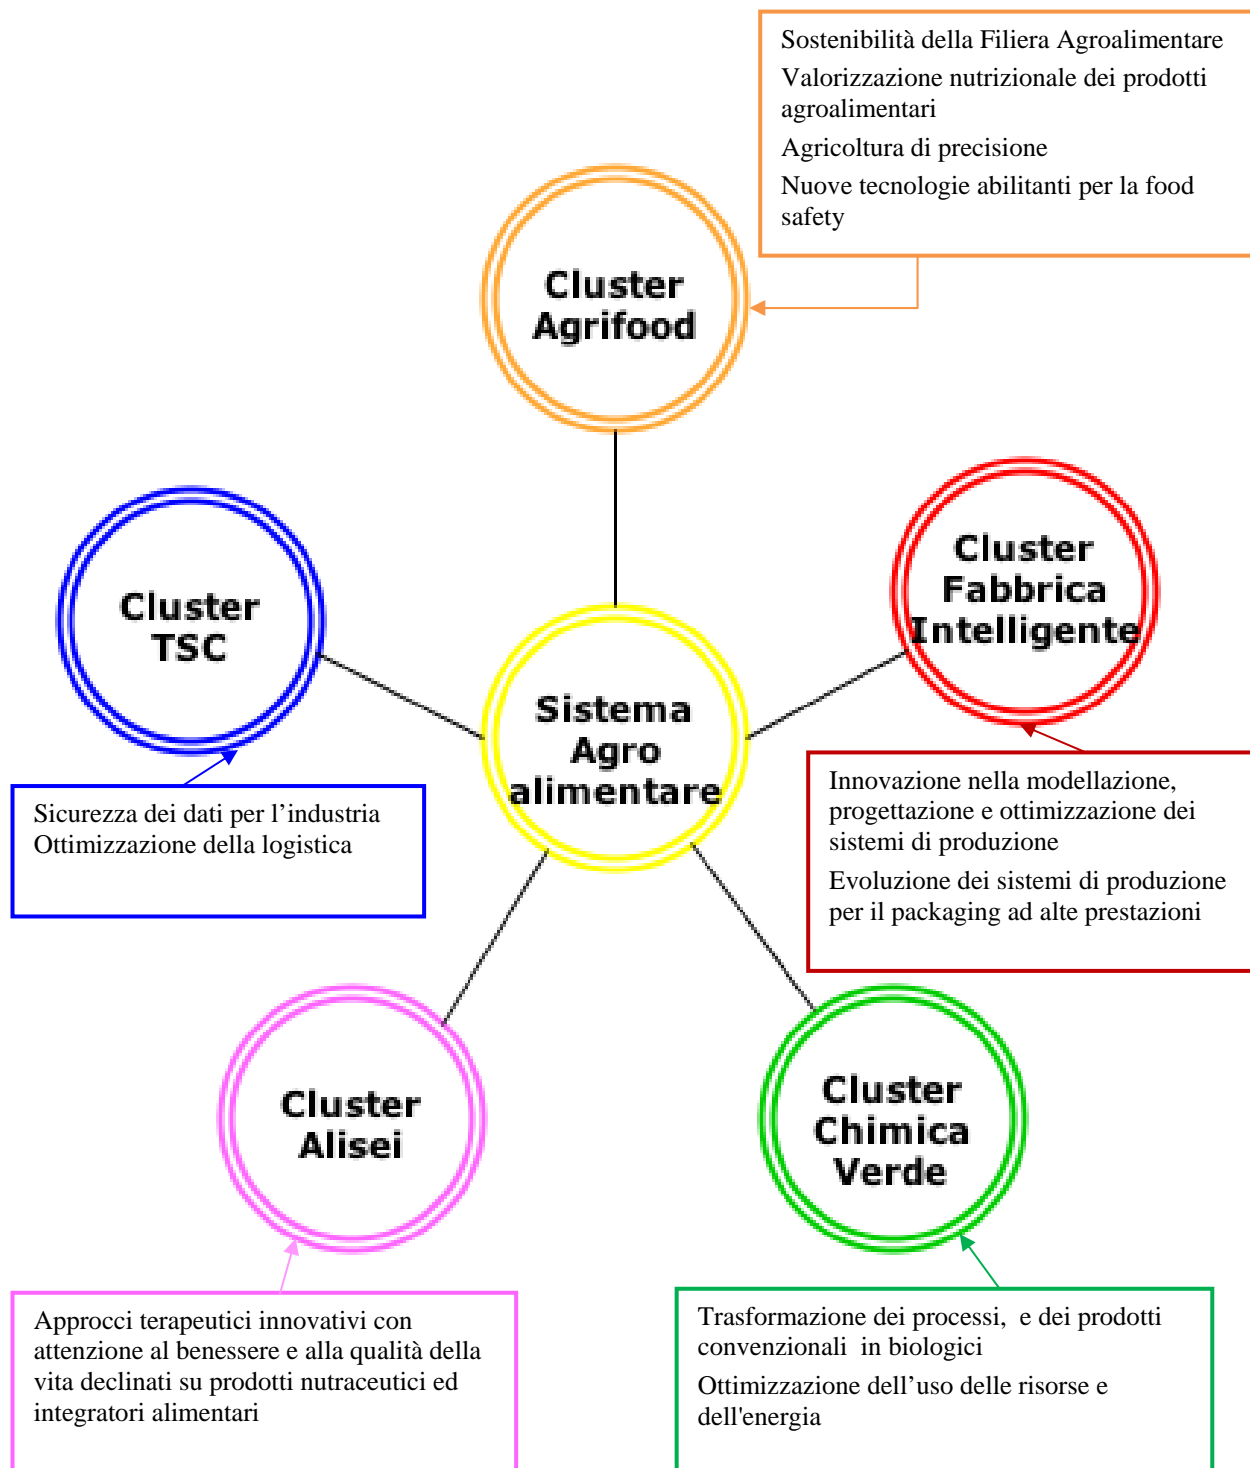 Sostenibilità della Filiera Agroalimentare
Valorizzazione nutrizionale dei prodotti
agroalimentari
Agricoltura di precisione
Nuove tecnologie abilitanti per la food
safety
Cluster
Agrifood
Cluster
TSC
Cluster
Fabbrica
Intelligente
Sistema
Agro
alimentare
Sicurezza dei dati per l’industria
Ottimizzazione della logistica
Innovazione nella modellazione,
progettazione e ottimizzazione dei
sistemi di produzione
Evoluzione dei sistemi di produzione
per il packaging ad alte prestazioni
Cluster
Alisei
Cluster
Chimica
Verde
Approcci terapeutici innovativi con
attenzione al benessere e alla qualità della
vita declinati su prodotti nutraceutici ed
integratori alimentari
Trasformazione dei processi,  e dei prodotti
convenzionali  in biologici
Ottimizzazione dell’uso delle risorse e
dell'energia